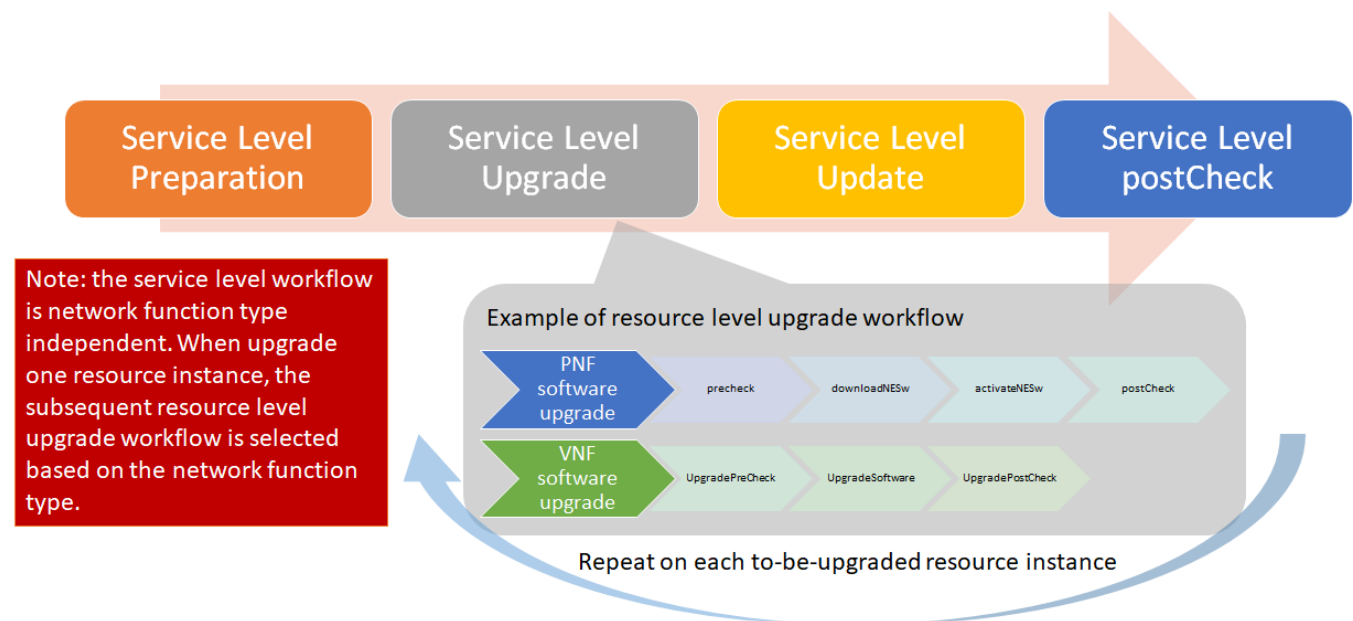 Service Level
Preparation
Service Level
Upgrade
Service Level
Update
Service Level
postCheck
Note: the service level workflow
is network function type
independent. When upgrade
one resource instance, the
subsequent resource level
upgrade workflow is selected
based on the network function
type.
Example of resource level upgrade workflow
PNF
software
upgrade
precheck
downloadNESw
activateNESw
postCheck
VNF
software
upgrade
UpgradePreCheck
UpgradeSoftware
UpgradePostCheck
Repeat on each to-be-upgraded resource instance